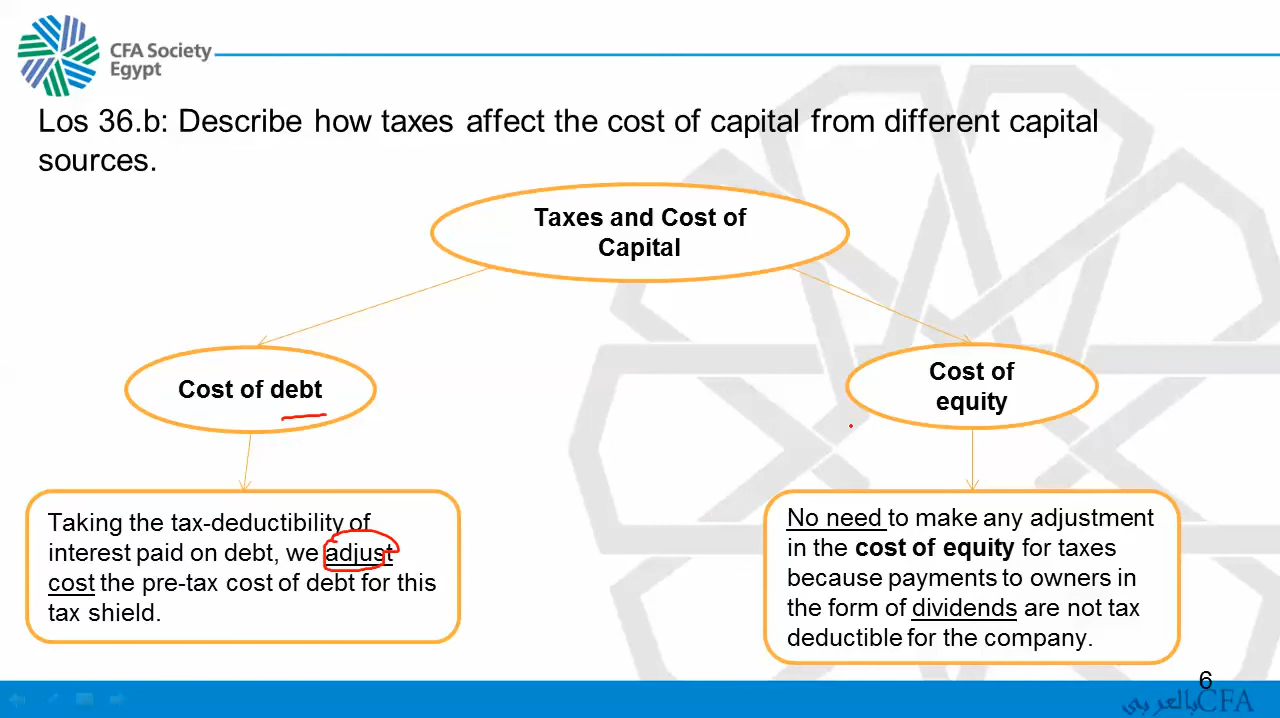 CFA Society
Egypt
Los 36.b: Describe how taxes affect the cost of capital from different capital
sources.
Taxes and Cost of
Capital
Cost of debt
Cost of
equity
Taking the tax-deductibility of
interest paid on debt, we adjust
cost the pre-tax cost of debt for this
tax shield.
No need to make any adjustment
in the cost of equity for taxes
because payments to owners in
the form of dividends are not tax
deductible for the company.
6
CFA بالعربي